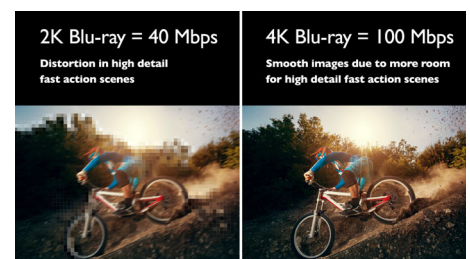 2K Blu-ray = 40 Mbps
Distortion in high detail
fast action scenes
4K Blu-ray = 100 Mbps
Smooth images due to more room
for high detail fast action scenes